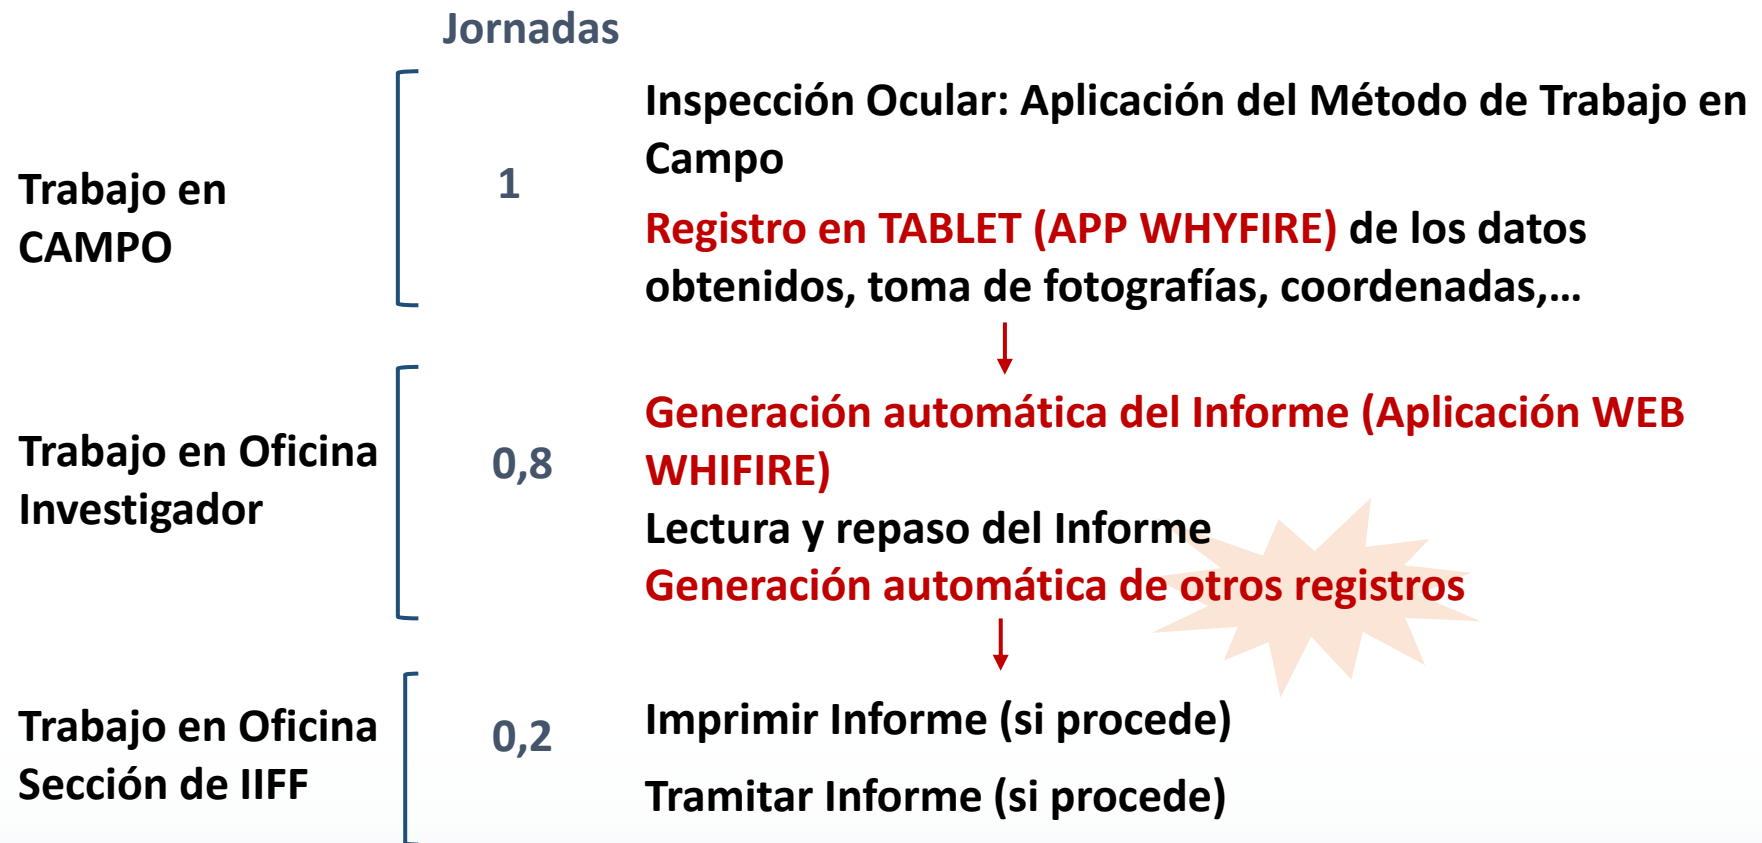 Jornadas
Trabajo en
CAMPO
1
Inspección Ocular: Aplicación del Método de Trabajo en
Campo
Registro en TABLET (APP WHYFIRE) de los datos
obtenidos, toma de fotografías, coordenadas,…
Trabajo en Oficina
Investigador
0,8
Generación automática del Informe (Aplicación WEB
WHIFIRE)
Lectura y repaso del Informe
Generación automática de otros registros
Trabajo en Oficina
Sección de IIFF
0,2
Imprimir Informe (si procede)
Tramitar Informe (si procede)